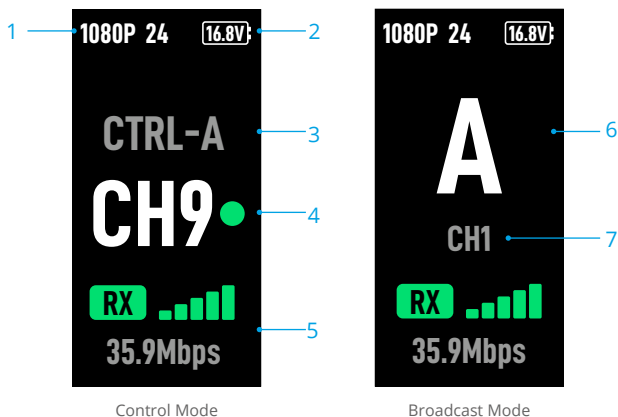 1 1080P 24 16.8V 2
CTRL-A 3
CH9 4
RX
35.9Mbps 5
Control Mode
1080P 24 16.8V
A 6
CH1 7
RX
35.9Mbps
Broadcast Mode